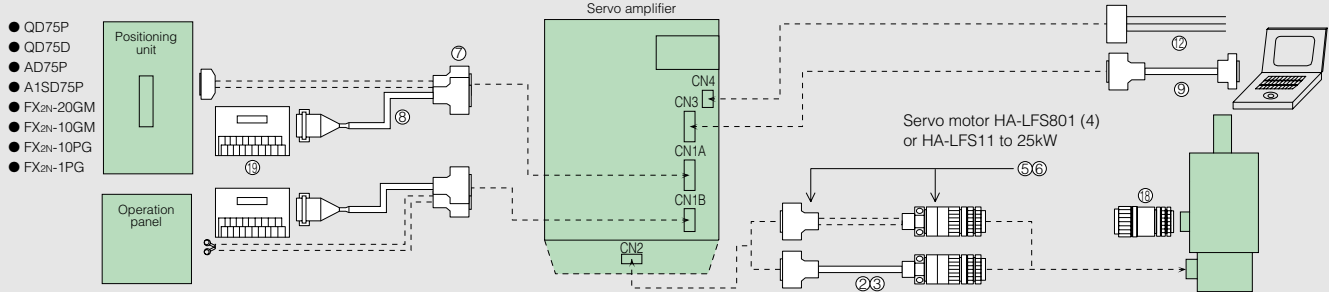 ● QD75P
● QD75D
● AD75P
● A1SD75P
● FX2N-20GM
● FX2N-10GM
● FX2N-10PG
● FX2N-1PG
Positioning
unit
Operation
panel
⑦
⑧
⑲
Servo amplifier
CN4
CN3
CN1A
CN1B
CN2
⑫
⑨
Servo motor HA-LFS801 (4)
or HA-LFS11 to 25kW
⑤⑥
⑱
②③